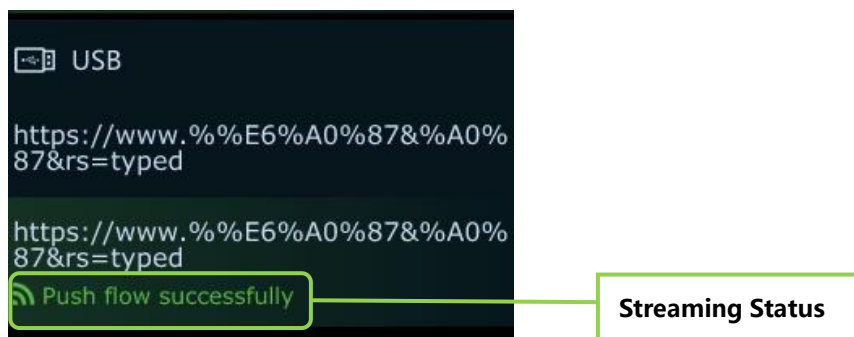 USB
https://www.%%E6%A0%87&%A0%
87&rs=typed
https://www.%%E6%A0%87&%A0%
87&rs=typed
Push flow successfully
Streaming Status